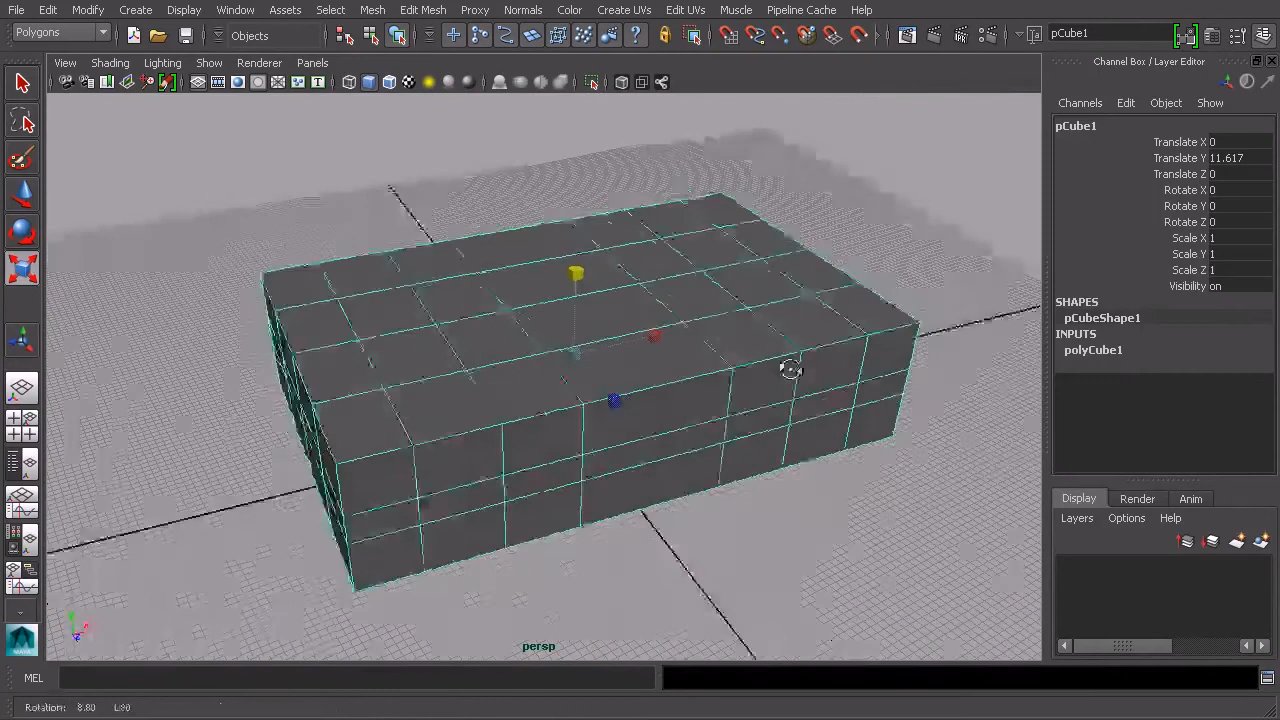 File Edit Modify Create Display Window Assets Select Mesh Edit Mesh Proxy Normals Color Create UVs Edit UVs Muscle Pipeline Cache Help
Polygons Objects pCube1
View Shading Lighting Show Renderer Panels
Channel Box / Layer Editor
Channels Edit Object Show
pCube1
Translate X 0
Translate Y 11.617
Translate Z 0
Rotate X 0
Rotate Y 0
Rotate Z 0
Scale X 1
Scale Y 1
Scale Z 1
Visibility on
SHAPES
pCubeShape1
INPUTS
polyCube1
Display Render Anim
Layers Options Help
persp
MEL
Rotation: 8.80